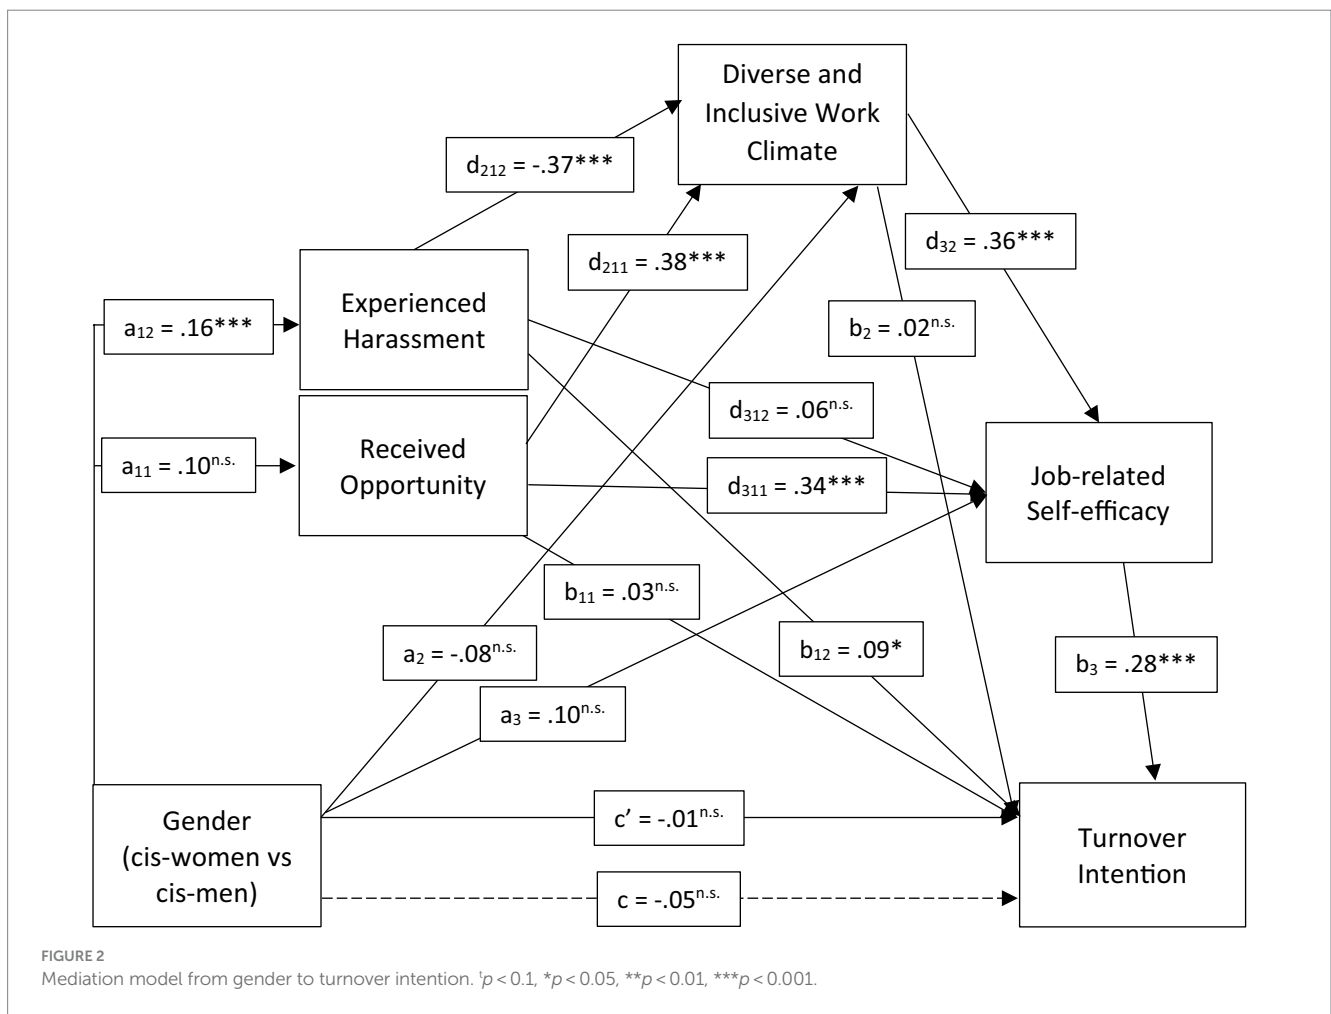 Diverse and
Inclusive Work
Climate
d₂₁₂ = -.37***
d₂₁₁ = .38***
d₃₂ = .36***
Experienced
Harassment
a₁₂ = .16***
b₂ = .02ⁿ·ˢ·
d₃₁₂ = .06ⁿ·ˢ·
Received
Opportunity
a₁₁ = .10ⁿ·ˢ·
d₃₁₁ = .34***
Job-related
Self-efficacy
b₁₁ = .03ⁿ·ˢ·
a₂ = -.08ⁿ·ˢ·
b₁₂ = .09*
b₃ = .28***
a₃ = .10ⁿ·ˢ·
Gender
(cis-women vs
cis-men)
c’ = -.01ⁿ·ˢ·
c = -.05ⁿ·ˢ·
Turnover
Intention
FIGURE 2
Mediation model from gender to turnover intention. ᵗp < 0.1, *p < 0.05, **p < 0.01, ***p < 0.001.